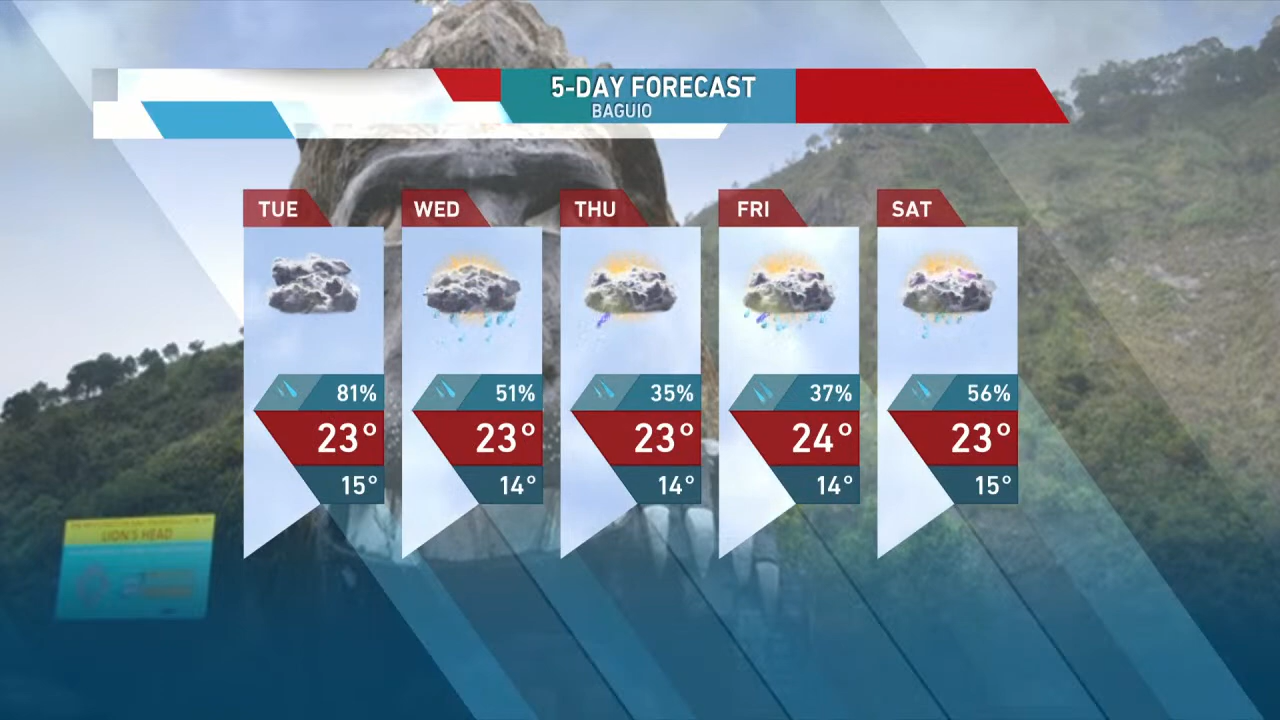 5-DAY FORECAST
BAGUIO
TUE
WED
THU
FRI
SAT
81%
51%
35%
37%
56%
23°
23°
23°
24°
23°
15°
14°
14°
14°
15°
LION'S HEAD